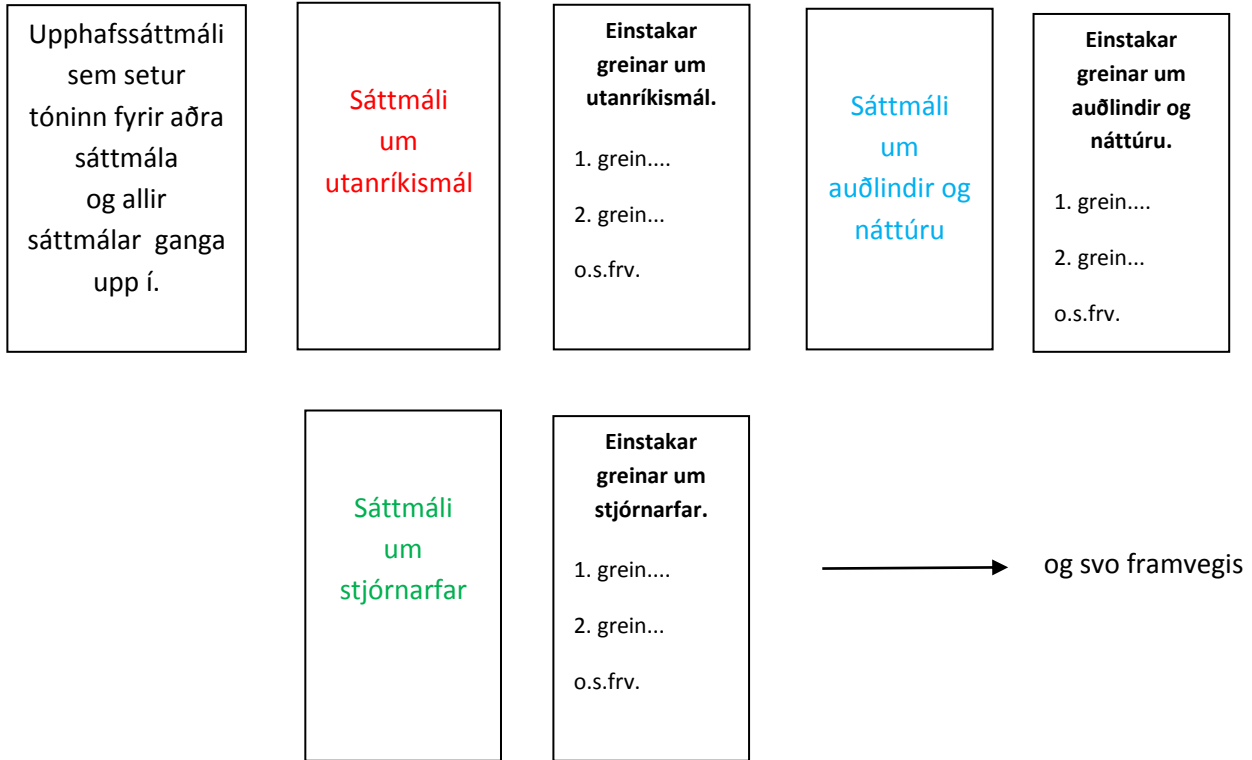 Upphafssáttmáli
sem setur
tóninn fyrir aðra
sáttmála
og allir
sáttmálar ganga
upp í.
Sáttmáli
um
utanríkismál
Einstakar
greinar um
utanríkismál.
1. grein....
2. grein...
o.s.frv.
Sáttmáli
um
auðlindir og
náttúru
Einstakar
greinar um
auðlindir og
náttúru.
1. grein....
2. grein...
o.s.frv.
Sáttmáli
um
stjórnarfar
Einstakar
greinar um
stjórnarfar.
1. grein....
2. grein...
o.s.frv.
og svo framvegis